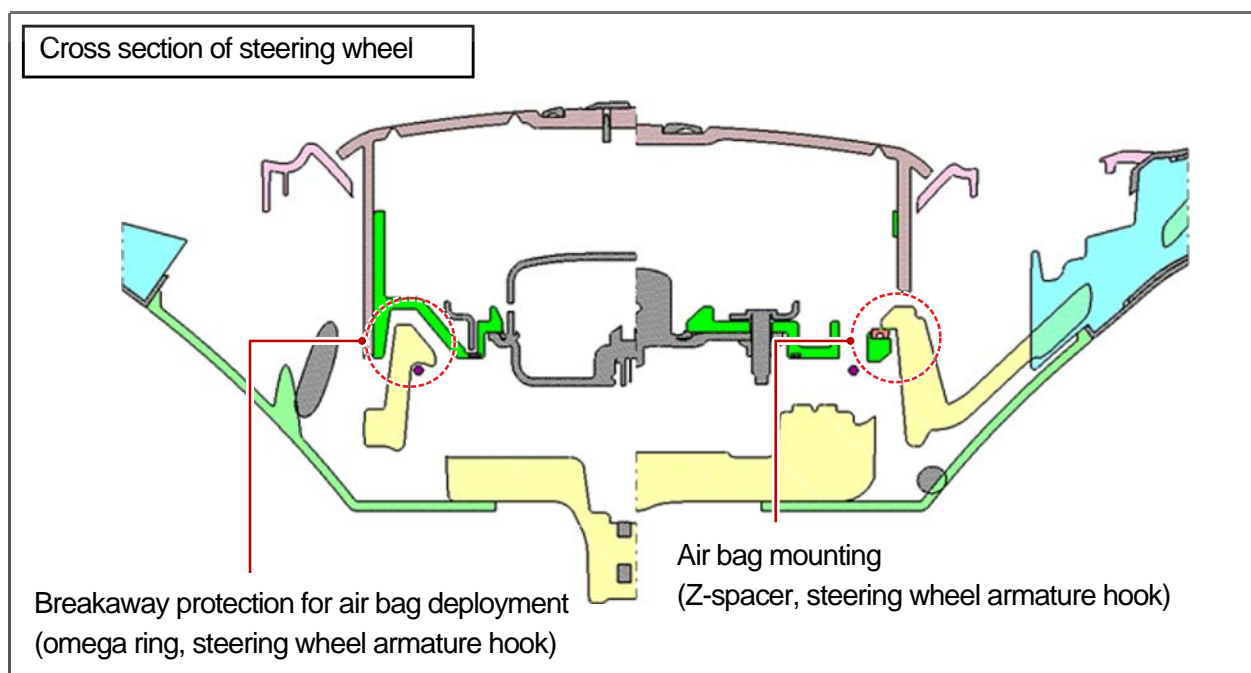 Cross section of steering wheel
Air bag mounting
(Z-spacer, steering wheel armature hook)
Breakaway protection for air bag deployment
(omega ring, steering wheel armature hook)